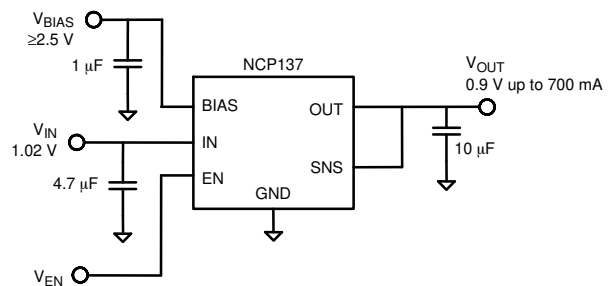 VBIAS
≥2.5 V
1 µF
NCP137
VOUT
0.9 V up to 700 mA
BIAS
OUT
VIN
1.02 V
IN
10 µF
4.7 µF
EN
SNS
GND
VEN